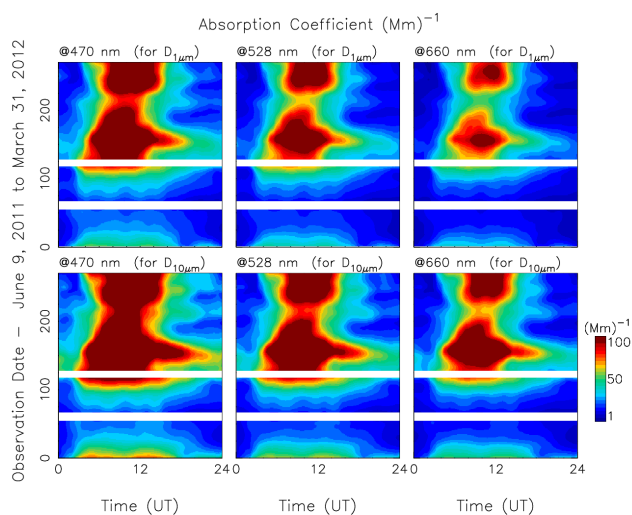 Absorption Coefficient (Mm)⁻¹
@470 nm (for D1μm) @528 nm (for D1μm) @660 nm (for D1μm)
Observation Date – June 9, 2011 to March 31, 2012
200
100
0
@470 nm (for D10μm) @528 nm (for D10μm) @660 nm (for D10μm)
200
100
0
(Mm)⁻¹
100
50
1
0 12 24 0 12 24 0 12 24
Time (UT) Time (UT) Time (UT)